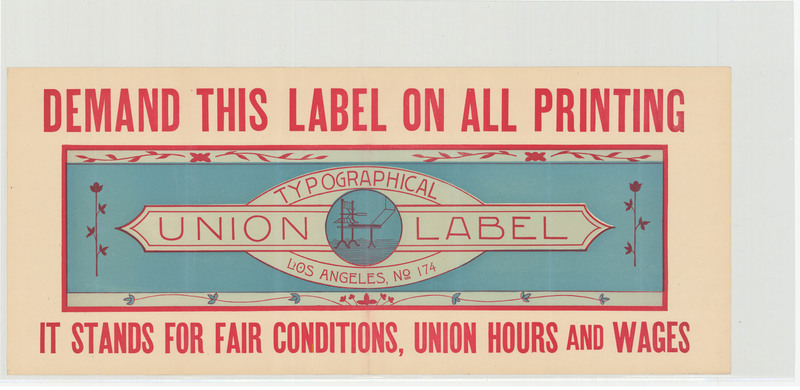 DEMAND THIS LABEL ON ALL PRINTING
TYPOGRAPHICAL
UNION LABEL
LOS ANGELES, No 174
IT STANDS FOR FAIR CONDITIONS, UNION HOURS AND WAGES